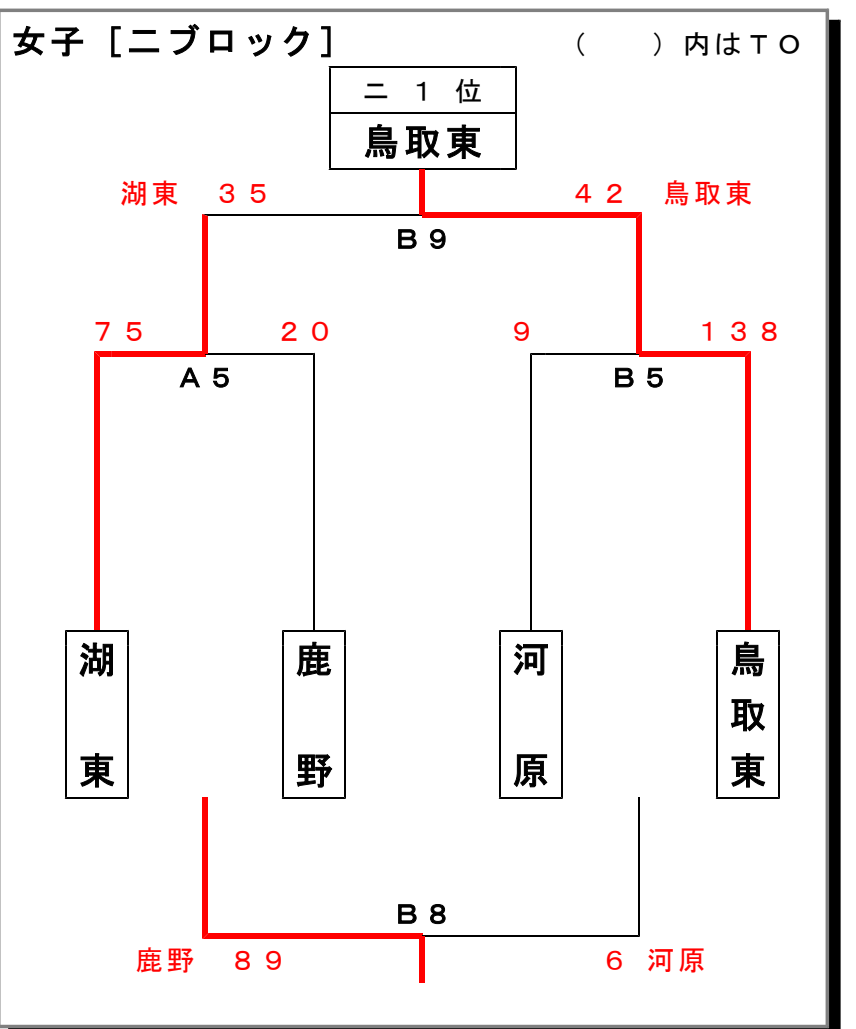 女子［ニブロック］　（　　）内はＴＯ
ニ　１　位
鳥取東
湖東　３５　４２　鳥取東
Ｂ９
７５　２０　９　１３８
Ａ５　Ｂ５
湖東　鹿野　河原　鳥取東
Ｂ８
鹿野　８９　６　河原